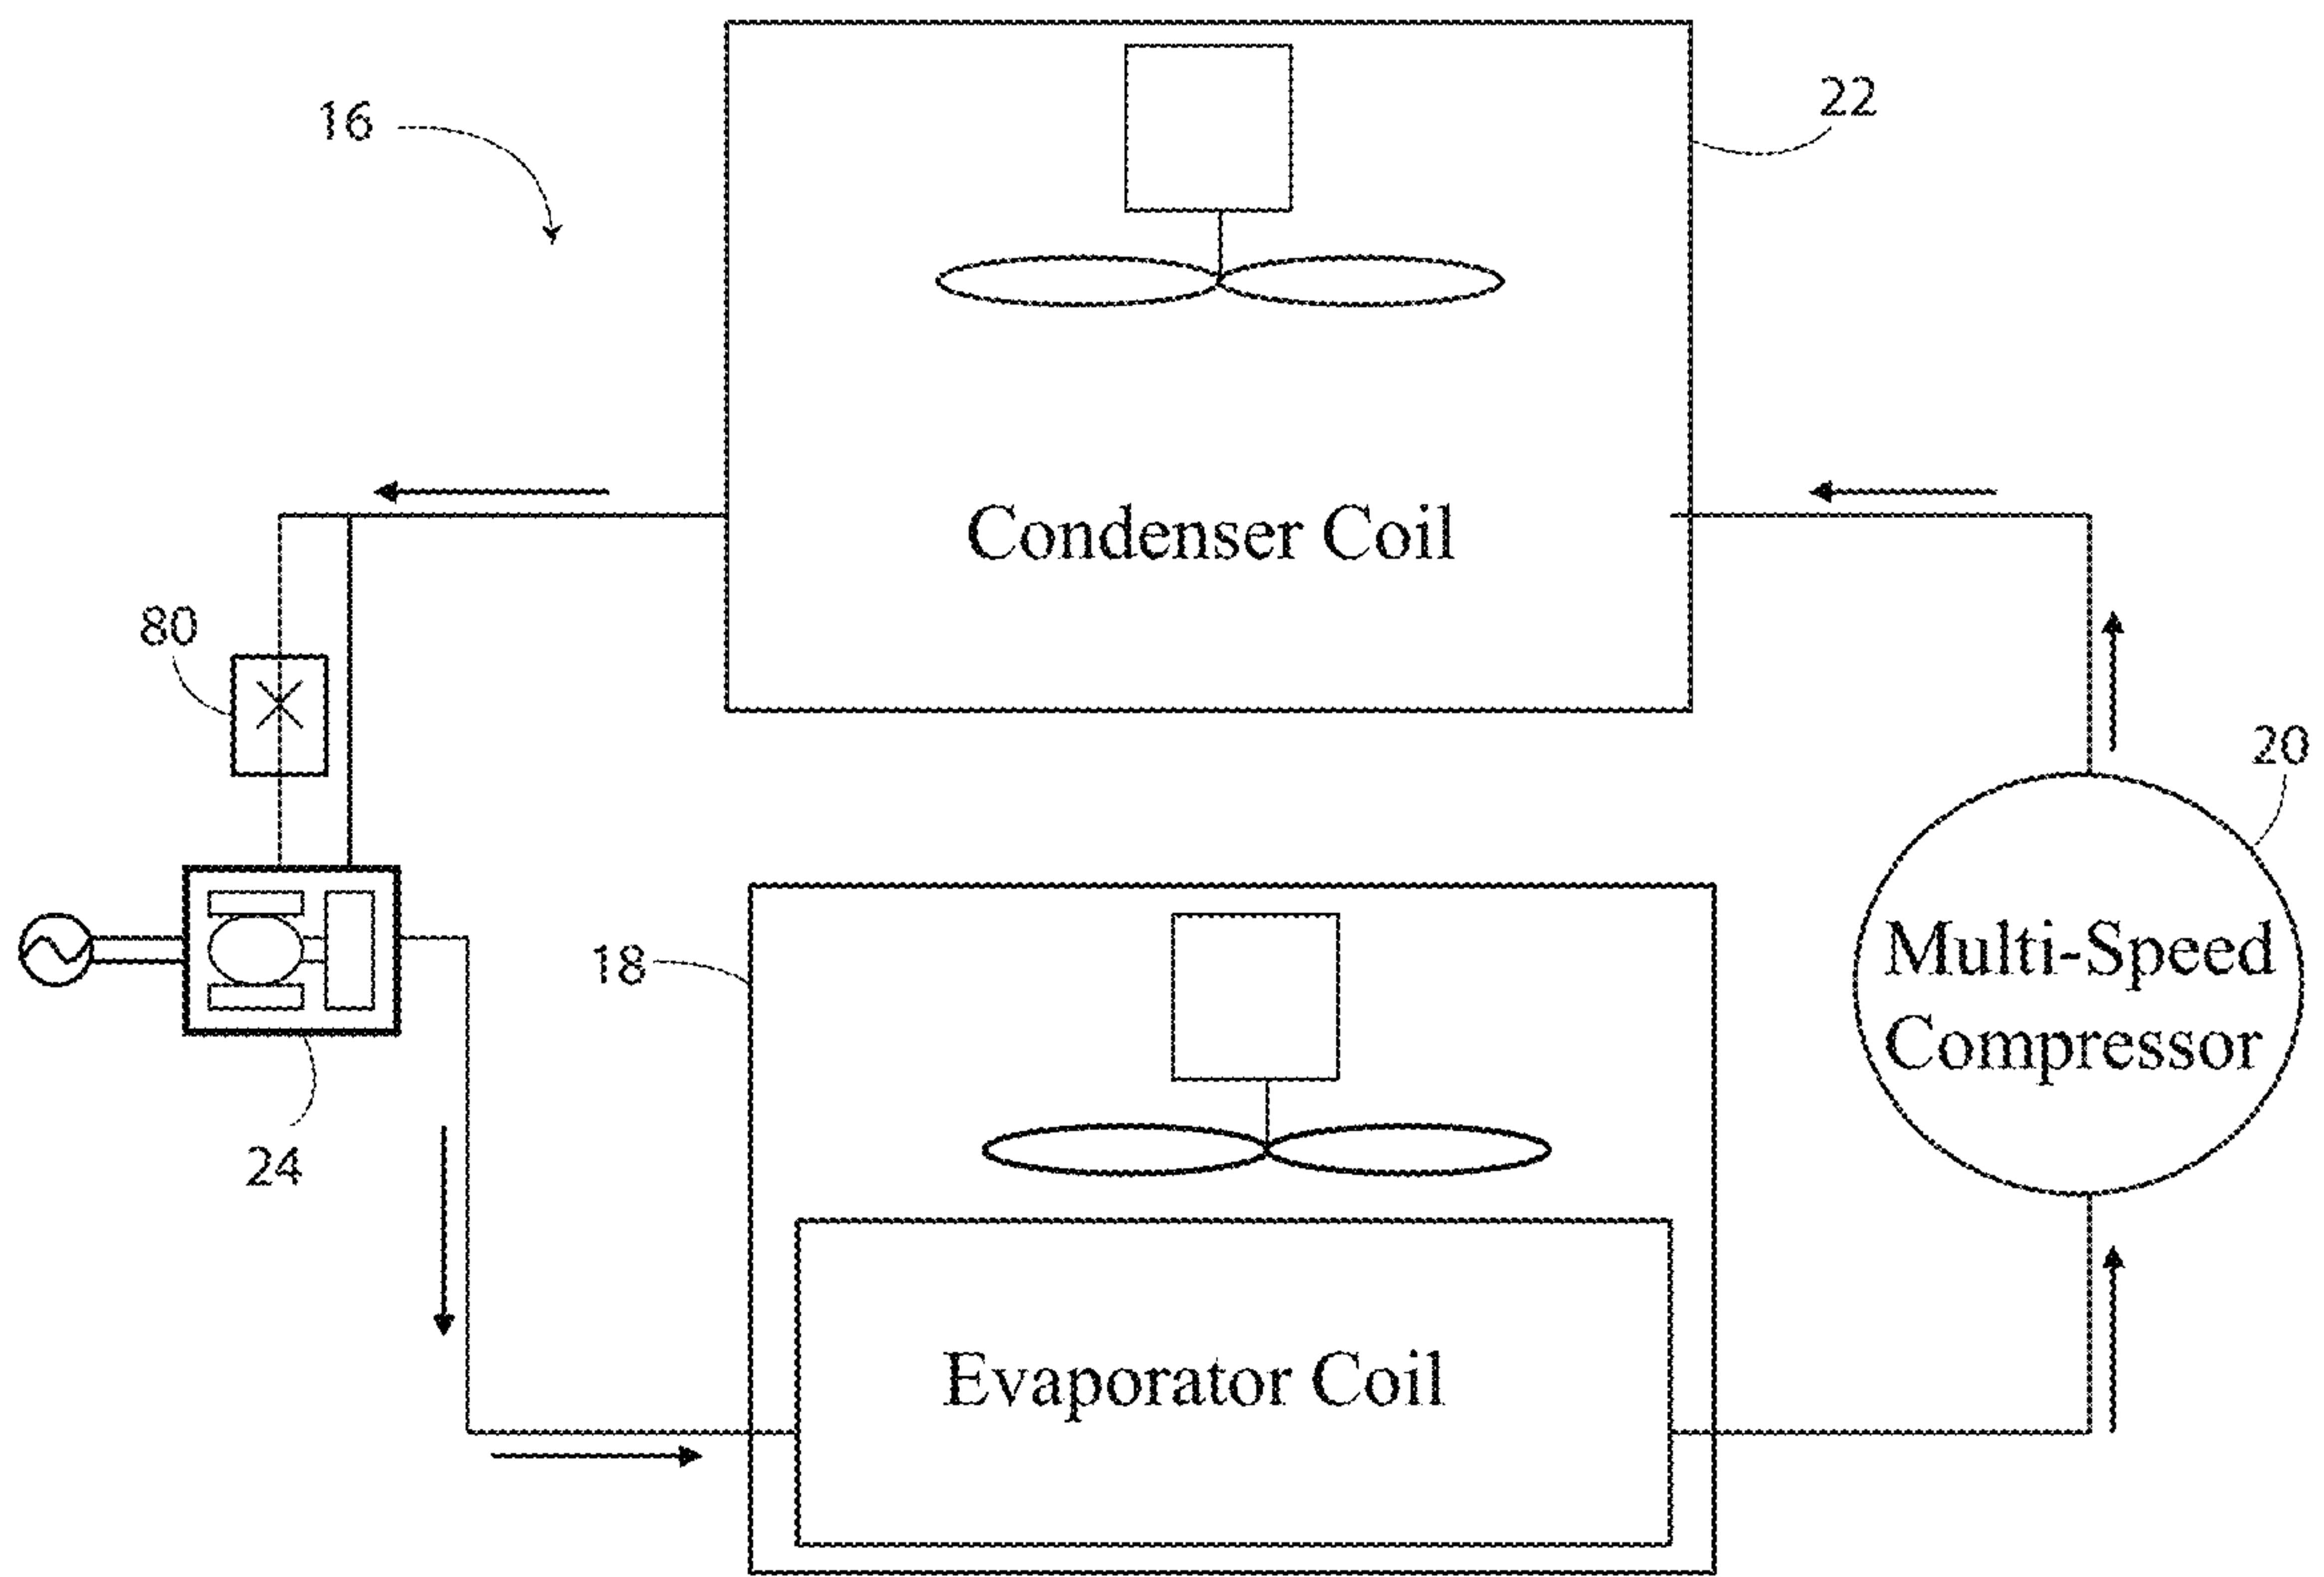 16
22
Condenser Coil
80
20
18
Multi-Speed
Compressor
24
Evaporator Coil